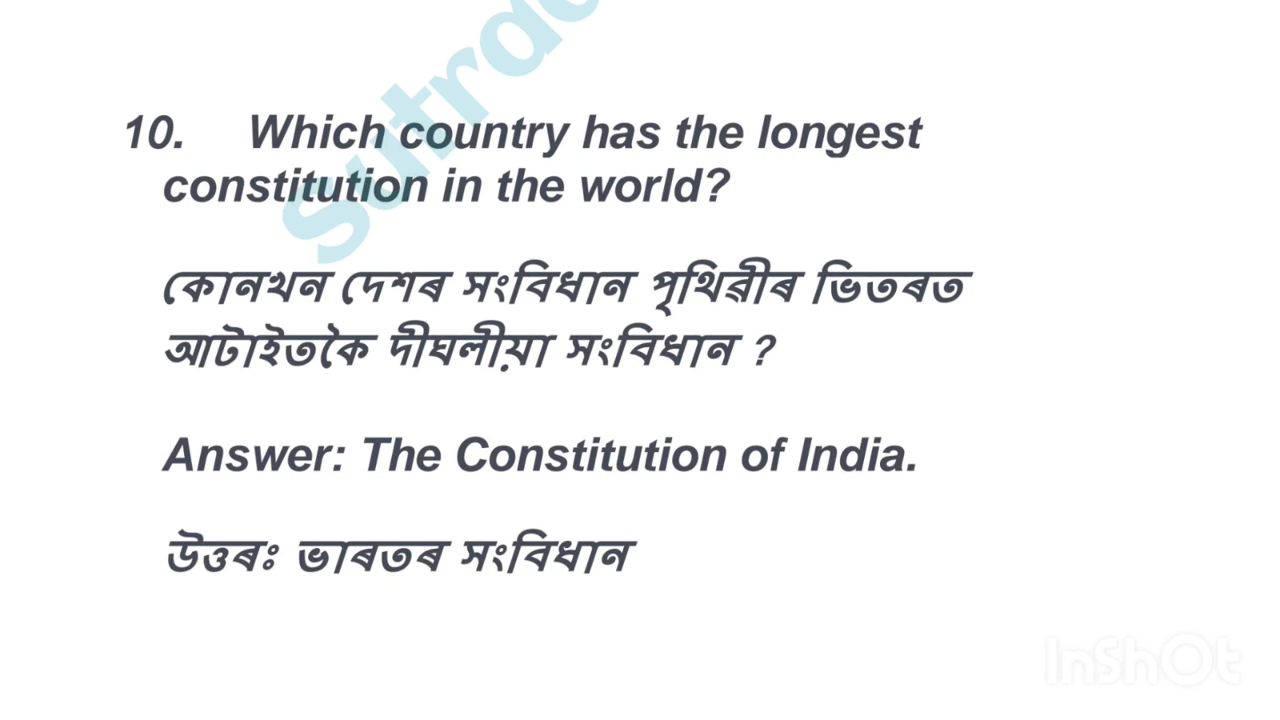 10. Which country has the longest
constitution in the world?
কোনখন দেশৰ সংবিধান পৃথিৱীৰ ভিতৰত
আটাইতকৈ দীঘলীয়া সংবিধান ?
Answer: The Constitution of India.
উত্তৰঃ ভাৰতৰ সংবিধান
InShOt